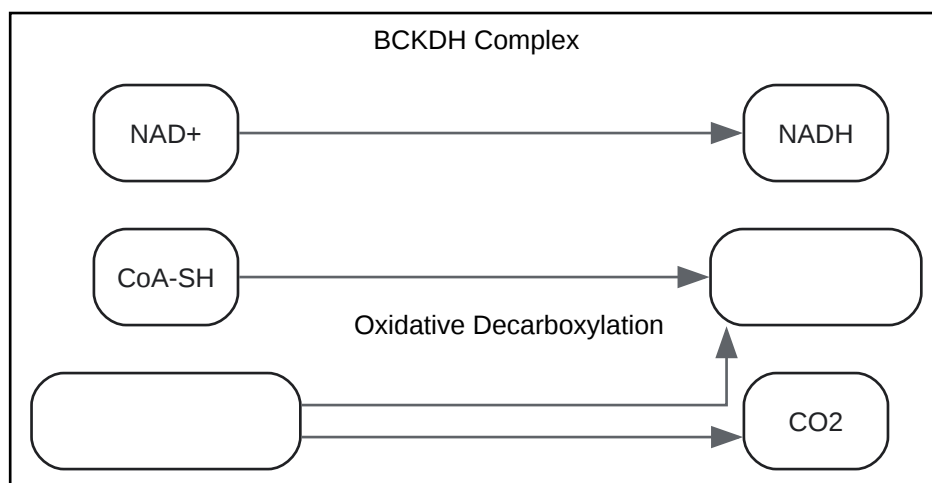 BCKDH Complex
NAD+
NADH
CoA-SH
Oxidative Decarboxylation
CO2